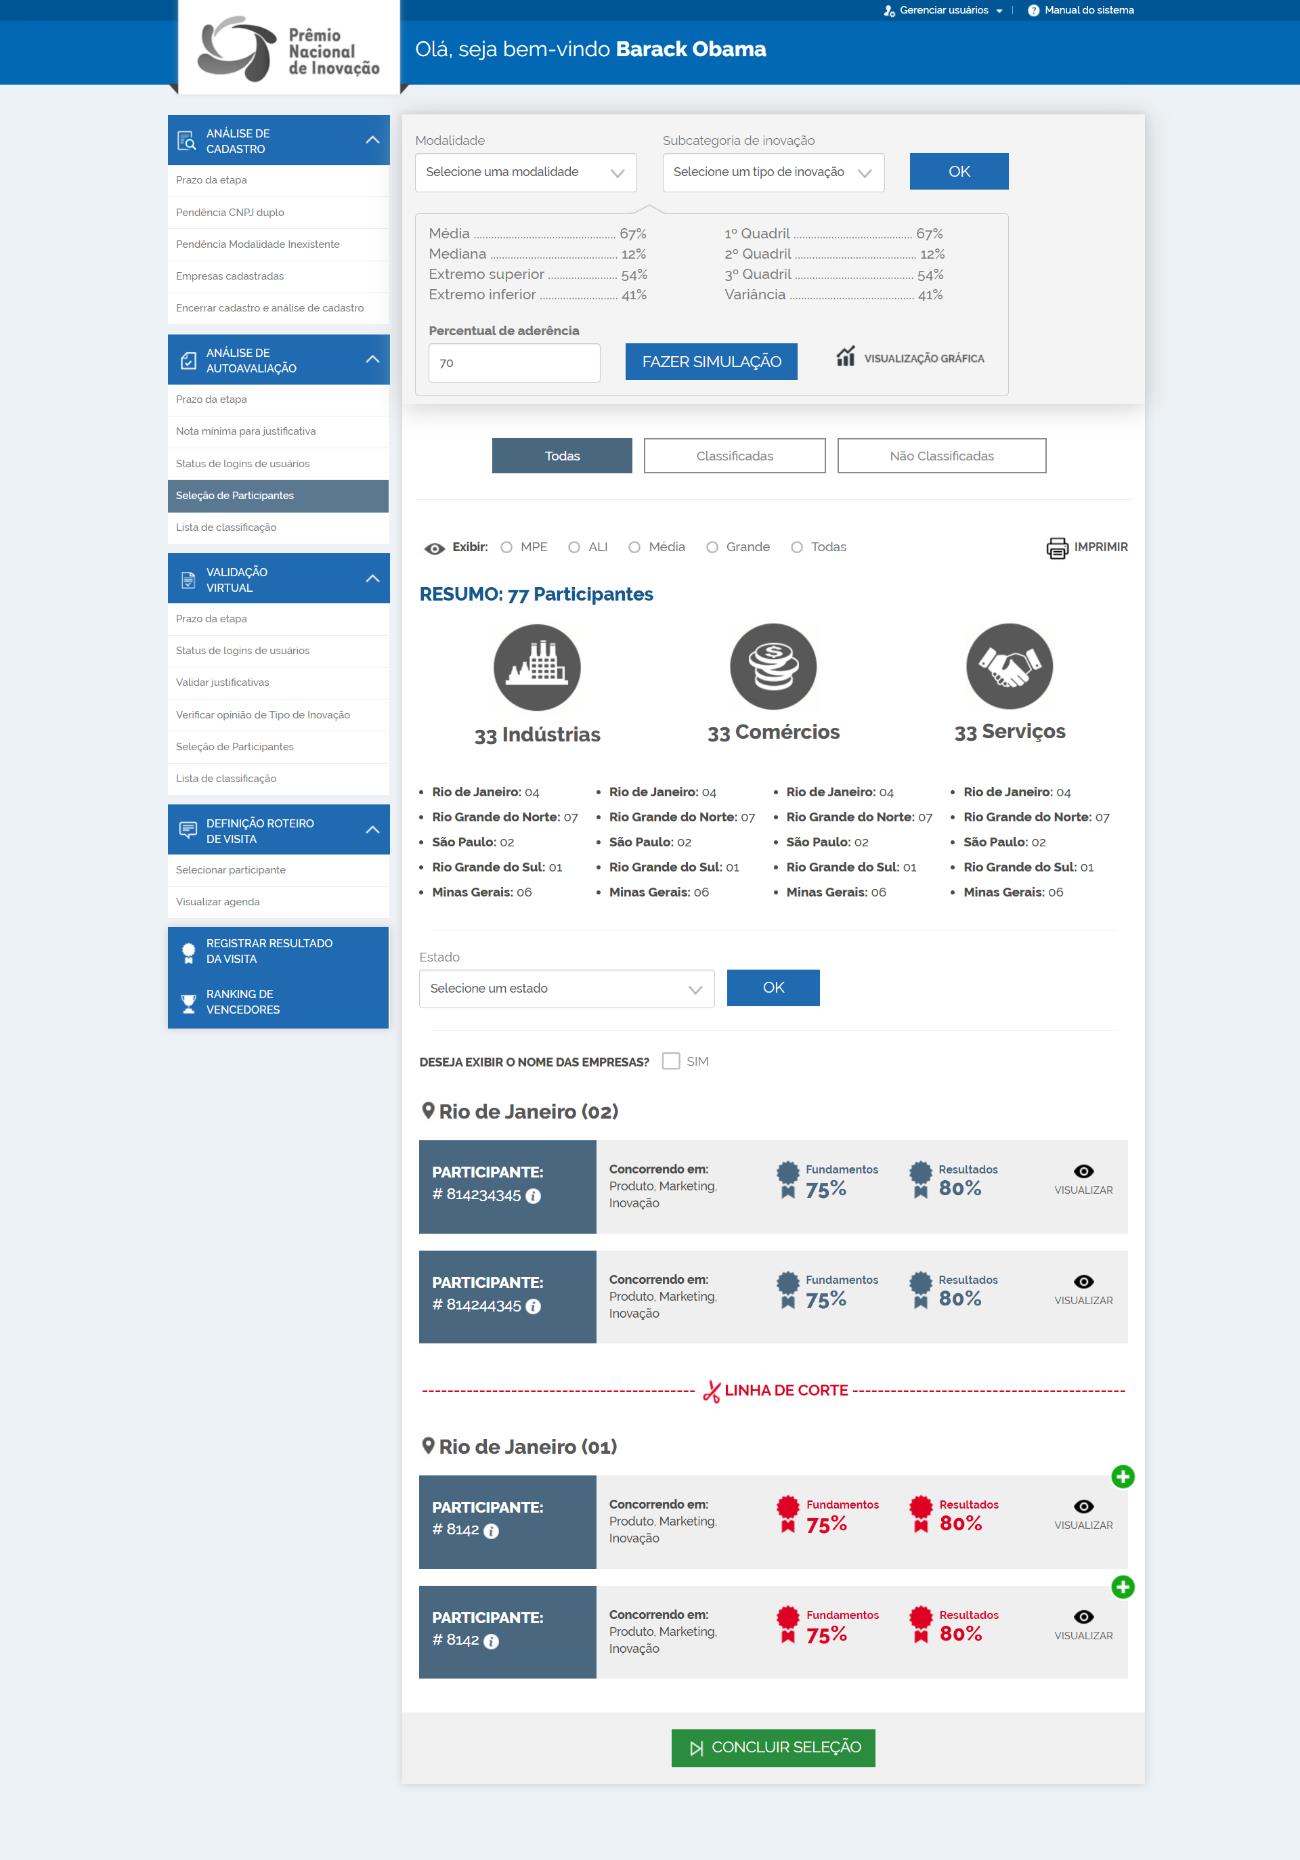 Gerenciar usuários
Manual do sistema
Prêmio
Nacional
de Inovação
Olá, seja bem-vindo Barack Obama
ANÁLISE DE
CADASTRO
Prazo da etapa
Pendência CNPJ duplo
Pendência Modalidade Inexistente
Empresas cadastradas
Encerrar cadastro e análise de cadastro
ANÁLISE DE
AUTOAVALIAÇÃO
Prazo da etapa
Nota mínima para justificativa
Status de logins de usuários
Seleção de Participantes
Lista de classificação
VALIDAÇÃO
VIRTUAL
Prazo da etapa
Status de logins de usuários
Validar justificativas
Verificar opinião de Tipo de Inovação
Seleção de Participantes
Lista de classificação
DEFINIÇÃO ROTEIRO
DE VISITA
Selecionar participante
Visualizar agenda
REGISTRAR RESULTADO
DA VISITA
RANKING DE
VENCEDORES
Modalidade
Selecione uma modalidade
Subcategoria de inovação
Selecione um tipo de inovação
OK
Média 67%
Mediana 12%
Extremo superior 54%
Extremo inferior 41%
1º Quadril 67%
2º Quadril 12%
3º Quadril 54%
Variância 41%
Percentual de aderência
70
FAZER SIMULAÇÃO
VISUALIZAÇÃO GRÁFICA
Todas
Classificadas
Não Classificadas
Exibir: MPE ALI Média Grande Todas
IMPRIMIR
RESUMO: 77 Participantes
33 Indústrias
33 Comércios
33 Serviços
• Rio de Janeiro: 04
• Rio Grande do Norte: 07
• São Paulo: 02
• Rio Grande do Sul: 01
• Minas Gerais: 06
• Rio de Janeiro: 04
• Rio Grande do Norte: 07
• São Paulo: 02
• Rio Grande do Sul: 01
• Minas Gerais: 06
• Rio de Janeiro: 04
• Rio Grande do Norte: 07
• São Paulo: 02
• Rio Grande do Sul: 01
• Minas Gerais: 06
• Rio de Janeiro: 04
• Rio Grande do Norte: 07
• São Paulo: 02
• Rio Grande do Sul: 01
• Minas Gerais: 06
Estado
Selecione um estado
OK
DESEJA EXIBIR O NOME DAS EMPRESAS? SIM
Rio de Janeiro (02)
PARTICIPANTE:
# 814234345
Concorrendo em:
Produto, Marketing,
Inovação
Fundamentos
75%
Resultados
80%
VISUALIZAR
PARTICIPANTE:
# 814244345
Concorrendo em:
Produto, Marketing,
Inovação
Fundamentos
75%
Resultados
80%
VISUALIZAR
LINHA DE CORTE
Rio de Janeiro (01)
PARTICIPANTE:
# 8142
Concorrendo em:
Produto, Marketing,
Inovação
Fundamentos
75%
Resultados
80%
VISUALIZAR
PARTICIPANTE:
# 8142
Concorrendo em:
Produto, Marketing,
Inovação
Fundamentos
75%
Resultados
80%
VISUALIZAR
CONCLUIR SELEÇÃO